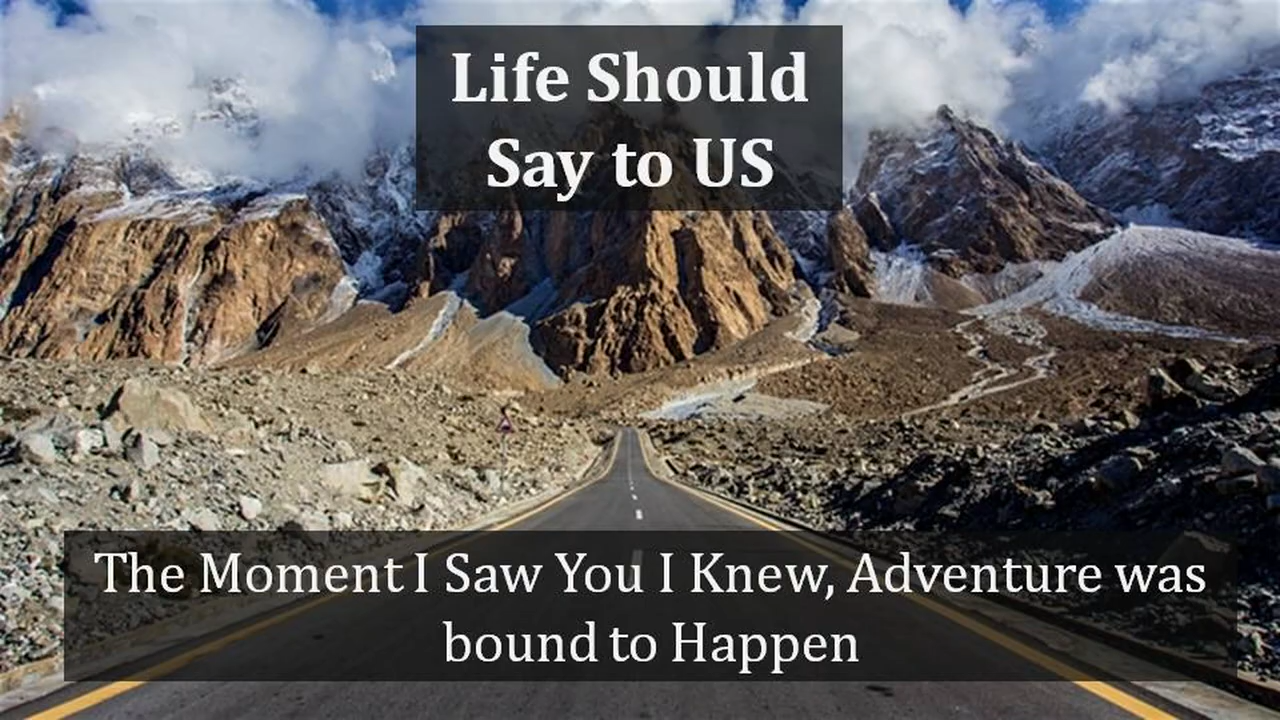 Life Should
Say to US
The Moment I Saw You I Knew, Adventure was
bound to Happen